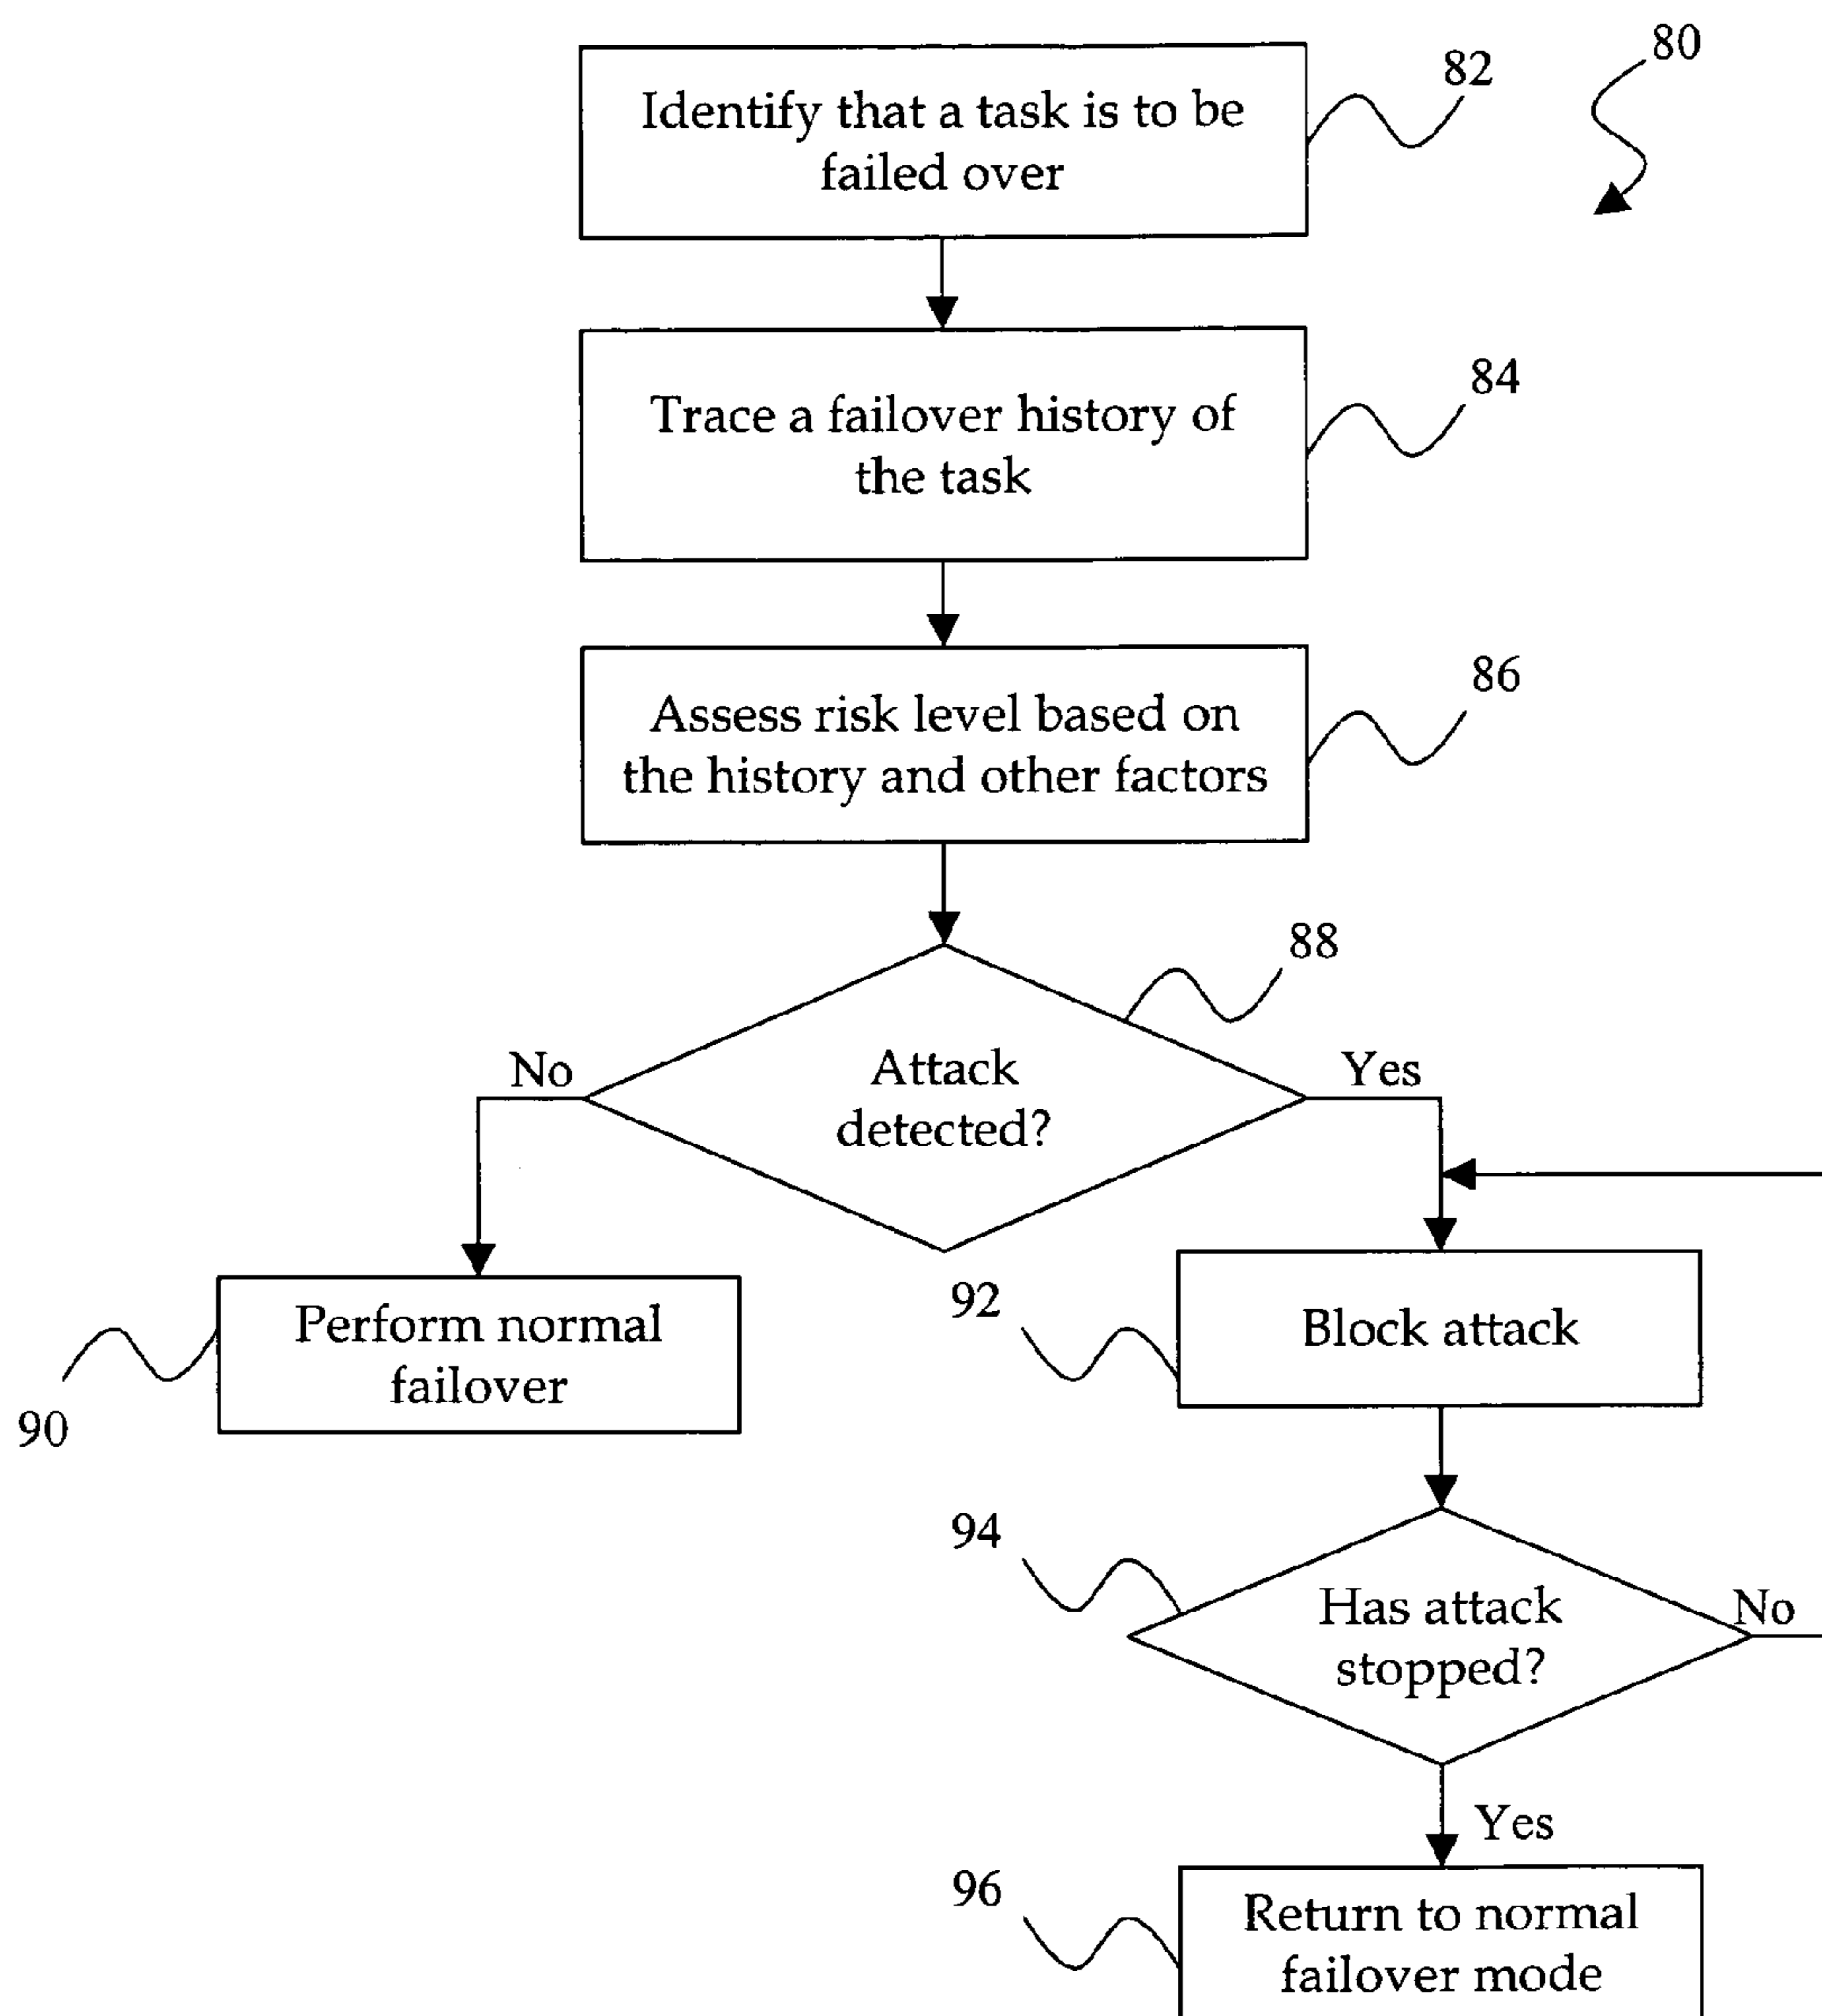 80
82
Identify that a task is to be
failed over
84
Trace a failover history of
the task
86
Assess risk level based on
the history and other factors
88
No
Attack
detected?
Yes
92
Perform normal
failover
Block attack
90
94
Has attack
stopped?
No
Yes
96
Return to normal
failover mode